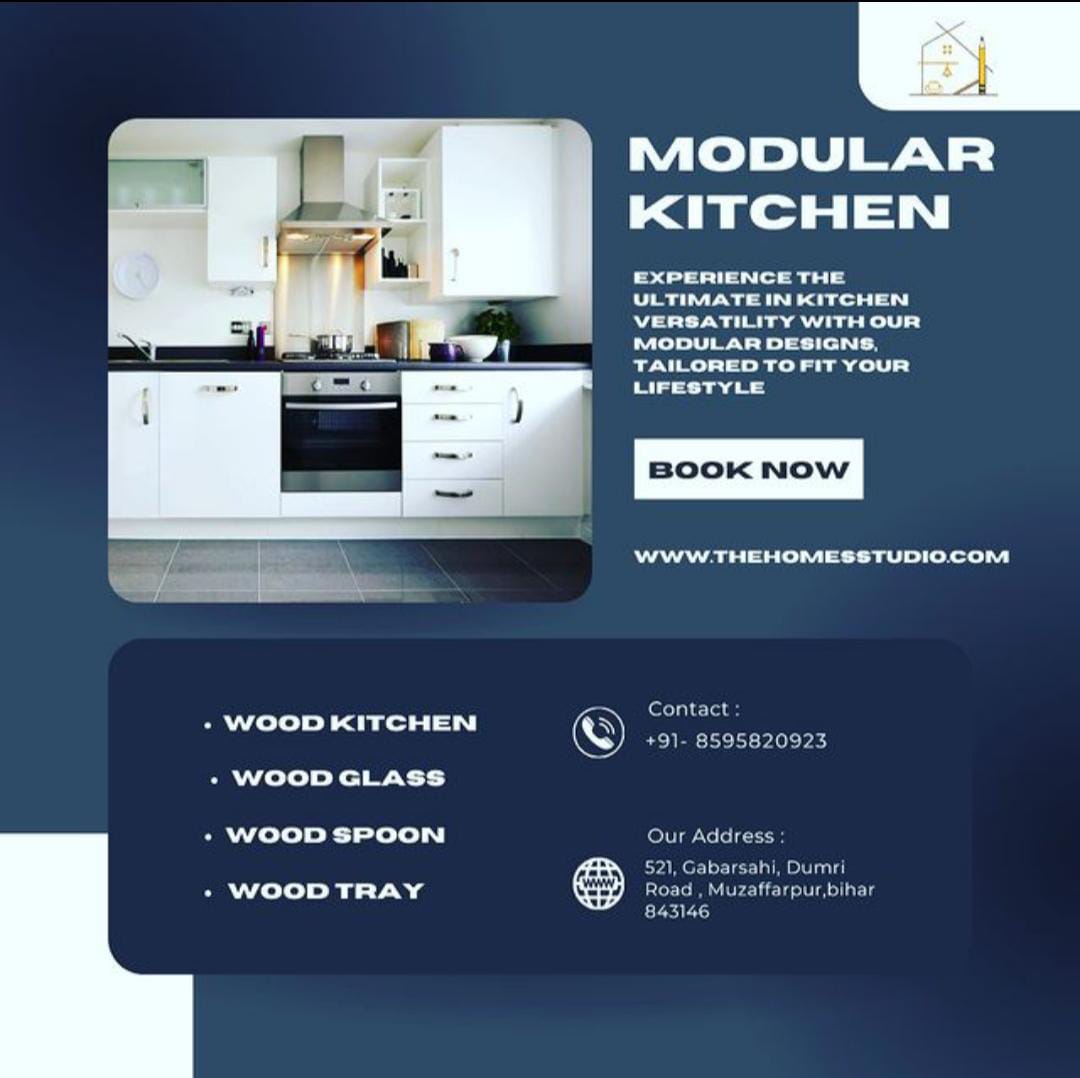 MODULAR
KITCHEN
EXPERIENCE THE
ULTIMATE IN KITCHEN
VERSATILITY WITH OUR
MODULAR DESIGNS,
TAILORED TO FIT YOUR
LIFESTYLE
BOOK NOW
WWW.THEHOMESSTUDIO.COM
• WOOD KITCHEN
• WOOD GLASS
• WOOD SPOON
• WOOD TRAY
Contact :
+91- 8595820923
Our Address :
WWW
521, Gabarsahi, Dumri
Road , Muzaffarpur,bihar
843146